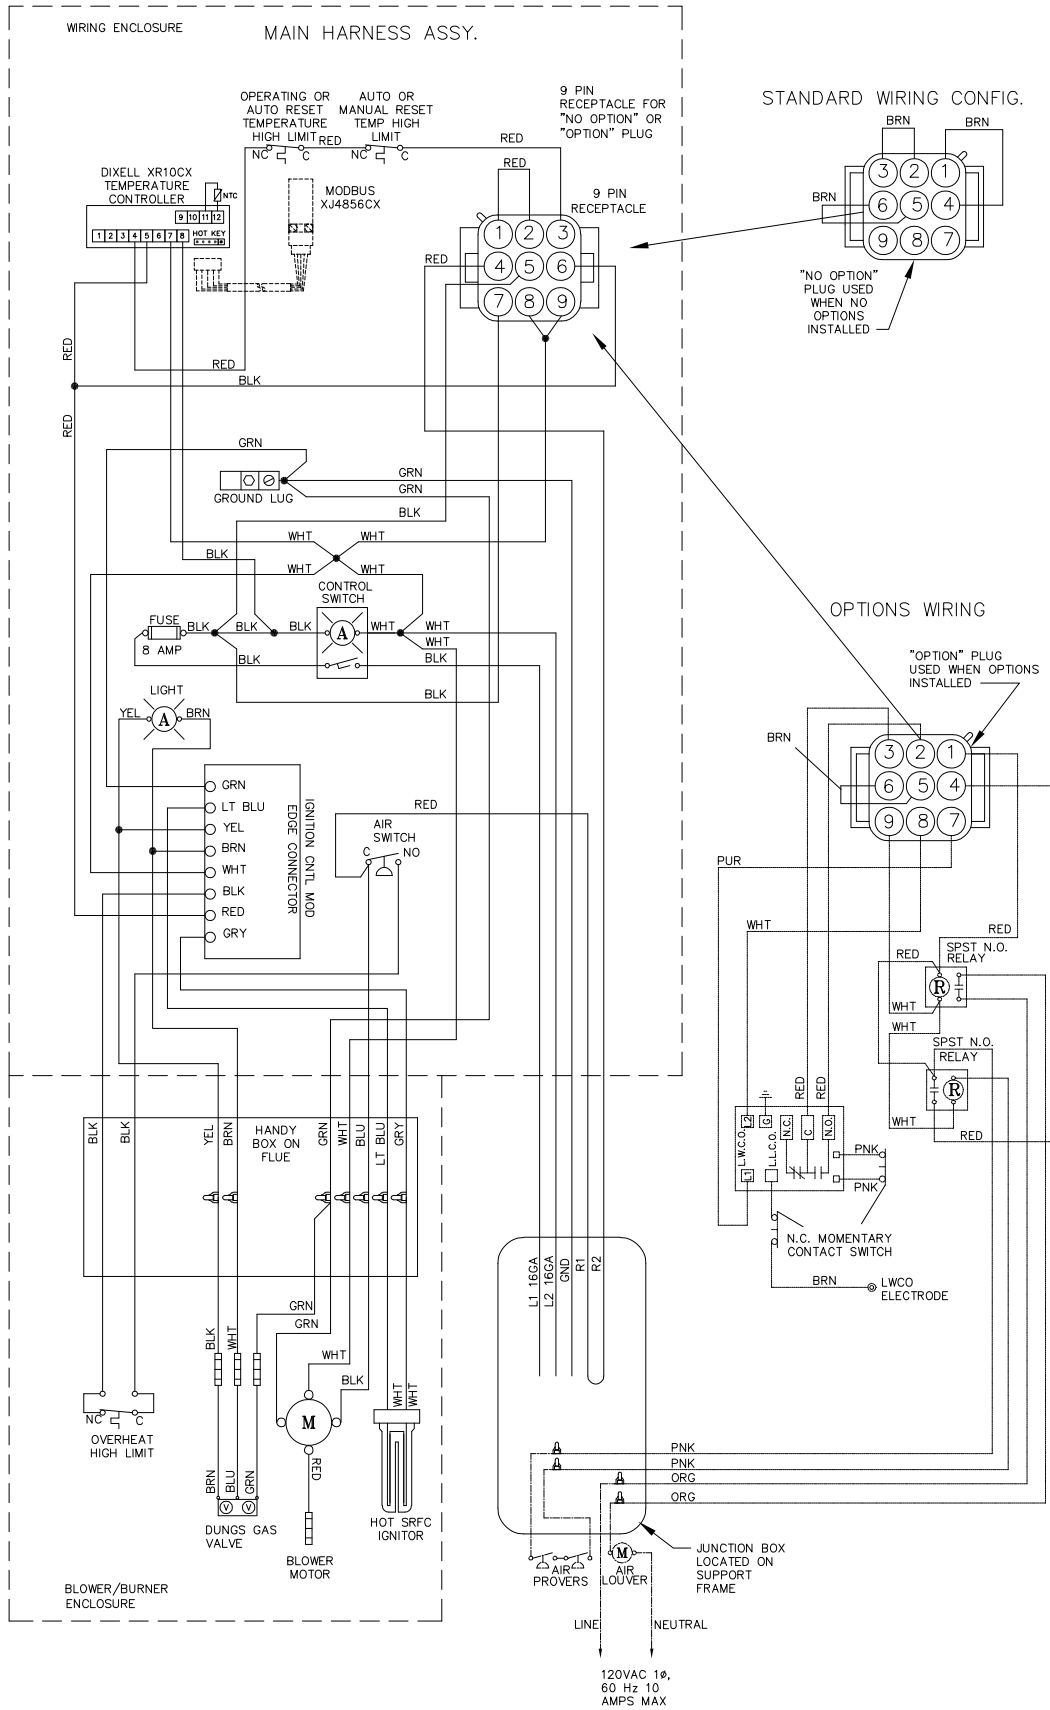 WIRING ENCLOSURE
MAIN HARNESS ASSY.
OPERATING OR
AUTO RESET
TEMPERATURE
HIGH LIMIT
RED
NC
C
AUTO OR
MANUAL RESET
TEMP HIGH
LIMIT
NC
C
RED
9 PIN
RECEPTACLE FOR
"NO OPTION" OR
"OPTION" PLUG
RED
9 PIN
RECEPTACLE
1 2 3
4 5 6
7 8 9
RED
STANDARD WIRING CONFIG.
BRN
BRN
3 2 1
6 5 4
9 8 7
BRN
"NO OPTION"
PLUG USED
WHEN NO
OPTIONS
INSTALLED
DIXELL XR10CX
TEMPERATURE
CONTROLLER
NTC
9 10 11 12
1 2 3 4 5 6 7 8 HOT KEY
MODBUS
XJ4856CX
RED
RED
BLK
RED
GRN
GROUND LUG
GRN
GRN
BLK
WHT
WHT
BLK
WHT
WHT
CONTROL
SWITCH
A
FUSE
8 AMP
BLK
BLK
BLK
WHT
WHT
WHT
BLK
BLK
BLK
LIGHT
YEL
A
BRN
GRN
LT BLU
YEL
BRN
WHT
BLK
RED
GRY
IGNITION CNTL MOD
EDGE CONNECTOR
RED
AIR
SWITCH
C
NO
OPTIONS WIRING
"OPTION" PLUG
USED WHEN OPTIONS
INSTALLED
BRN
3 2 1
6 5 4
9 8 7
PUR
WHT
RED
SPST N.O.
RELAY
RED
R
WHT
WHT
SPST N.O.
RELAY
R
WHT
RED
RED
RED
L2
G
N.C.
C
N.O.
L.W.C.O.
L.L.C.O.
L1
PNK
PNK
N.C. MOMENTARY
CONTACT SWITCH
BRN
LWCO
ELECTRODE
BLK
BLK
YEL
BRN
HANDY
BOX ON
FLUE
GRN
WHT
BLU
LT BLU
GRY
L1 16GA
L2 16GA
GND
R1
R2
GRN
GRN
BLK
WHT
WHT
BLK
M
RED
WHT
WHT
NC
C
OVERHEAT
HIGH LIMIT
BRN
BLU
GRN
V
V
DUNGS GAS
VALVE
BLOWER
MOTOR
HOT SRFC
IGNITOR
PNK
PNK
ORG
ORG
AIR
PROVERS
M
AIR
LOUVER
JUNCTION BOX
LOCATED ON
SUPPORT
FRAME
BLOWER/BURNER
ENCLOSURE
LINE
NEUTRAL
120VAC 1ø,
60 Hz 10
AMPS MAX